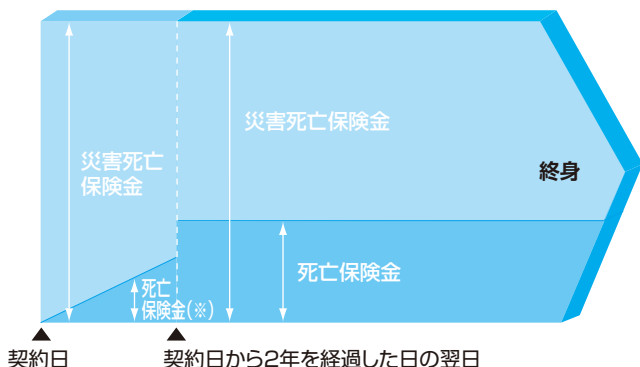 災害死亡保険金
災害死亡
保険金
終身
死亡保険金
死亡
保険金(※)
契約日
契約日から2年を経過した日の翌日